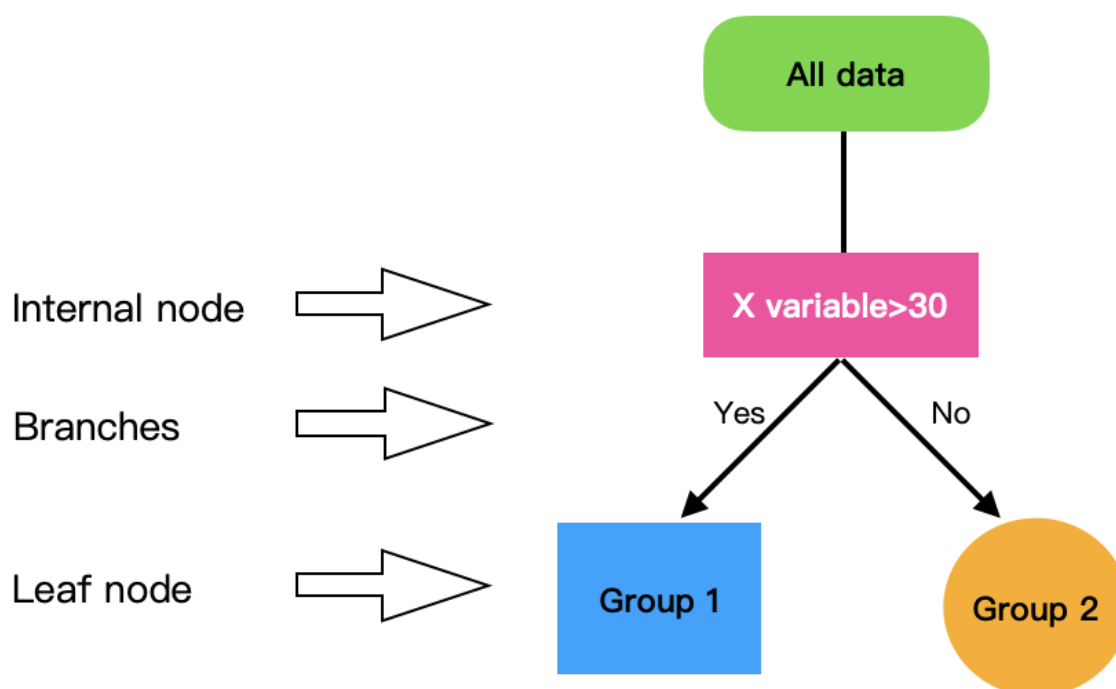 All data
Internal node
X variable>30
Branches
Yes
No
Leaf node
Group 1
Group 2